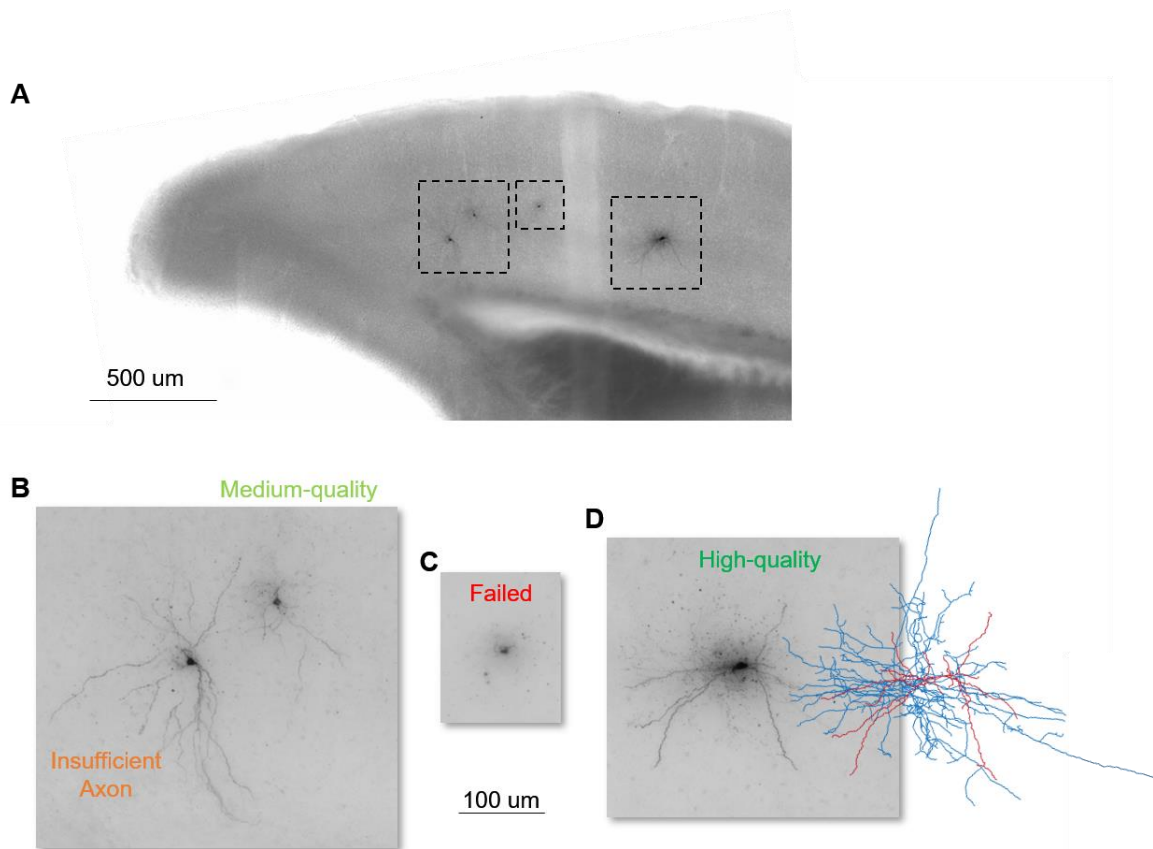 A
500 um
B
Medium-quality
Insufficient
Axon
C
Failed
100 um
D
High-quality